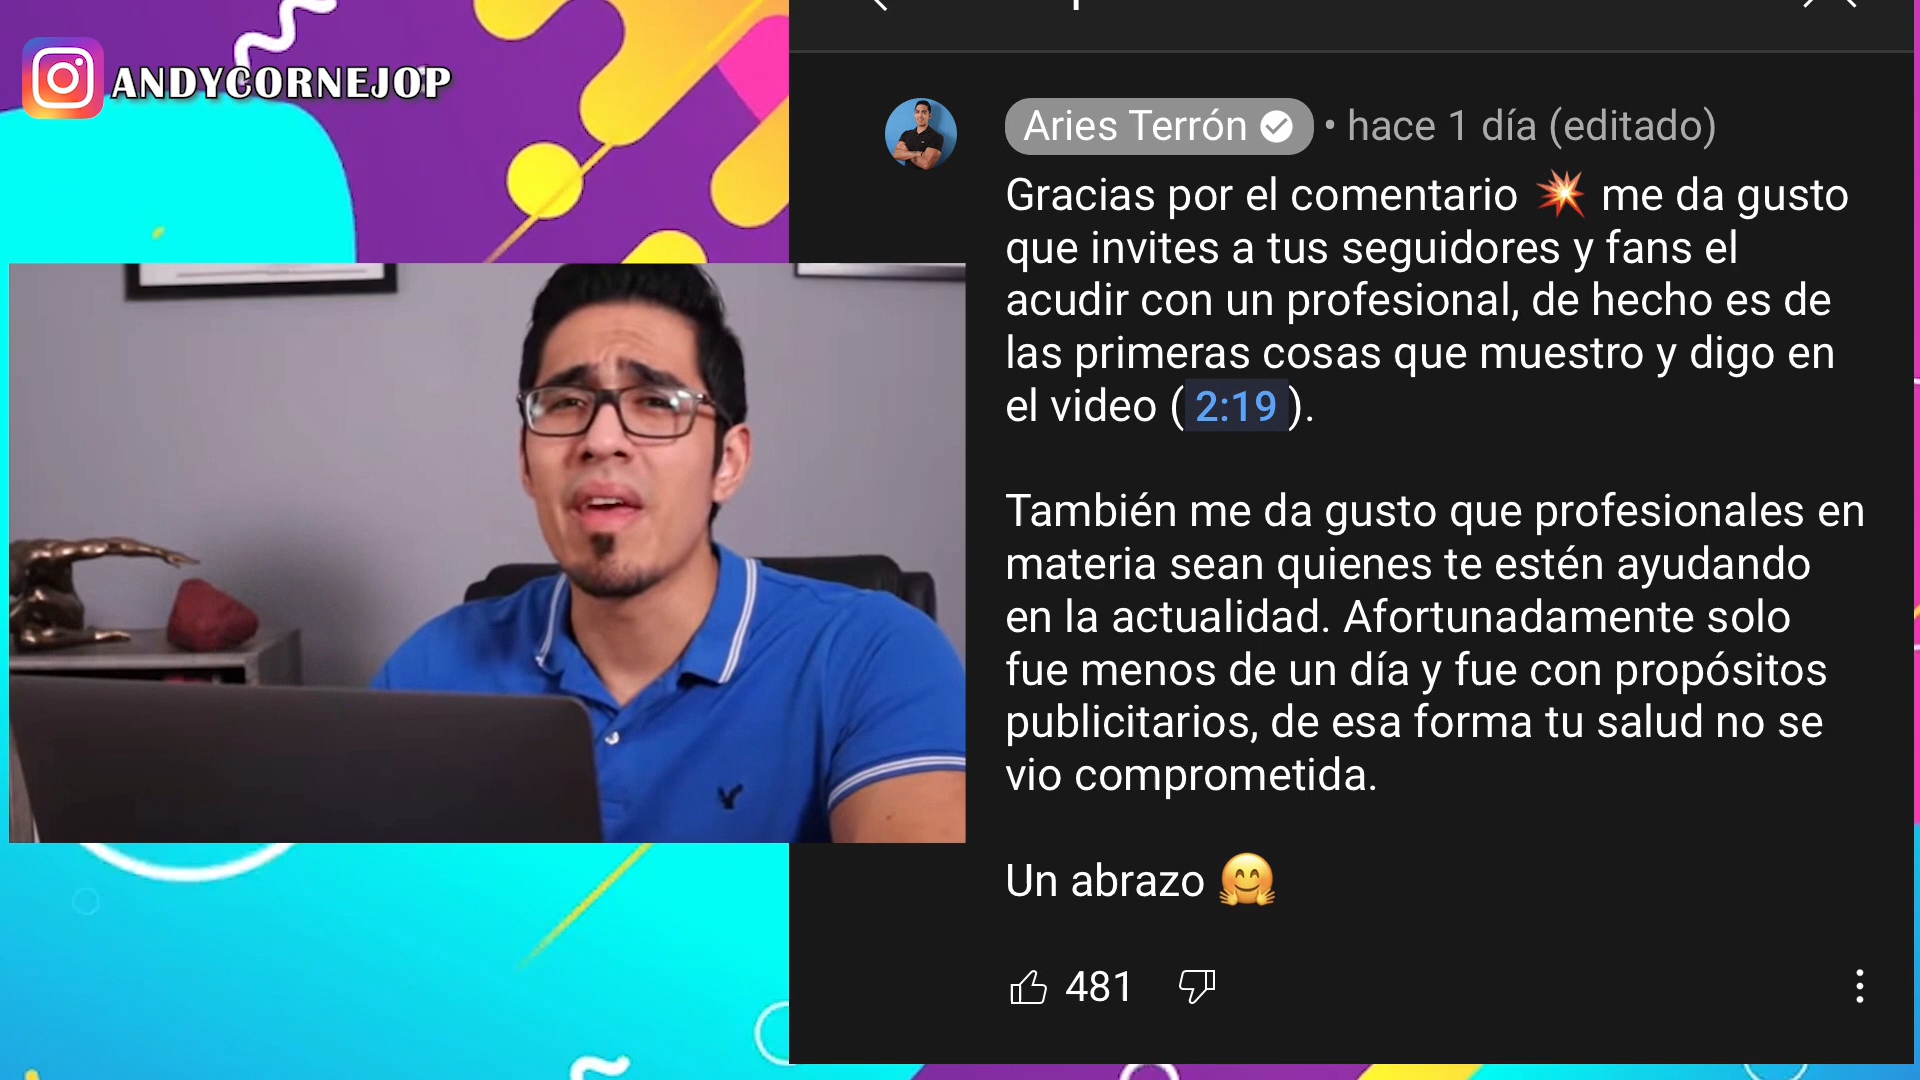 ANDYCORNEJOP
Aries Terrón • hace 1 día (editado)
Gracias por el comentario 💥 me da gusto
que invites a tus seguidores y fans el
acudir con un profesional, de hecho es de
las primeras cosas que muestro y digo en
el video ( 2:19 ).
También me da gusto que profesionales en
materia sean quienes te estén ayudando
en la actualidad. Afortunadamente solo
fue menos de un día y fue con propósitos
publicitarios, de esa forma tu salud no se
vio comprometida.
Un abrazo 🤗
481